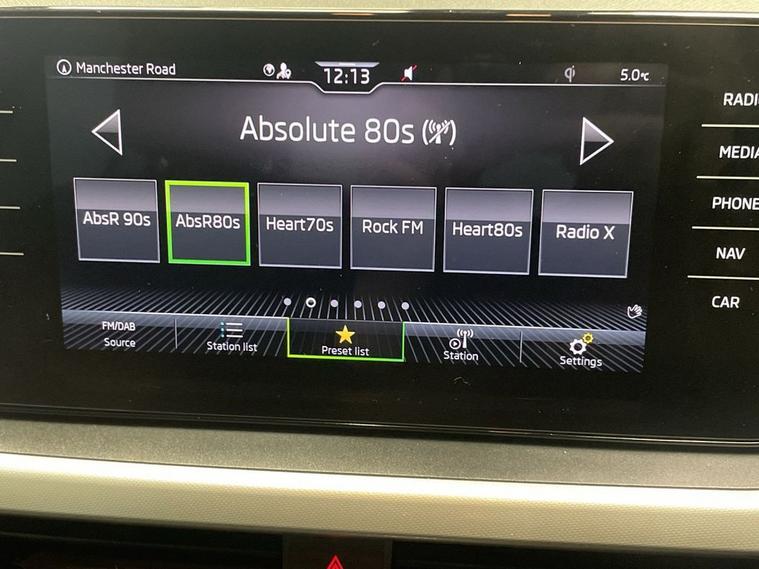 Manchester Road
12:13
5.0°C
Absolute 80s
AbsR 90s
AbsR80s
Heart70s
Rock FM
Heart80s
Radio X
FM/DAB
Source
Station list
Preset list
Station
Settings
MEDIA
PHONE
NAV
CAR